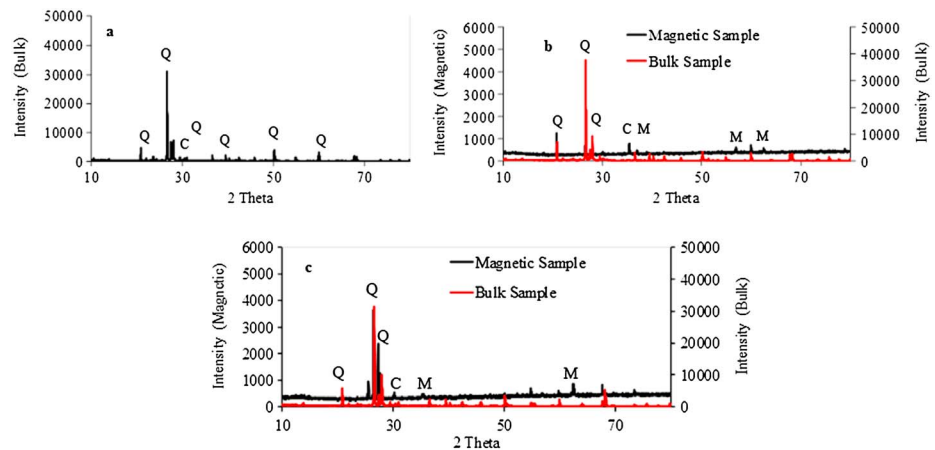 a
Intensity (Bulk)
50000
40000
30000
20000
10000
0
Q
Q
C
Q
Q
Q
Q
10 30 50 70
2 Theta
b
Intensity (Magnetic)
6000
5000
4000
3000
2000
1000
0
Magnetic Sample
Bulk Sample
Q
Q
Q
C M
M M
50000
40000
30000
20000
10000
0
Intensity (Bulk)
10 30 50 70
2 Theta
c
Intensity (Magnetic)
6000
5000
4000
3000
2000
1000
0
Magnetic Sample
Bulk Sample
Q
Q
Q
C M
M
50000
40000
30000
20000
10000
0
Intensity (Bulk)
10 30 50 70
2 Theta